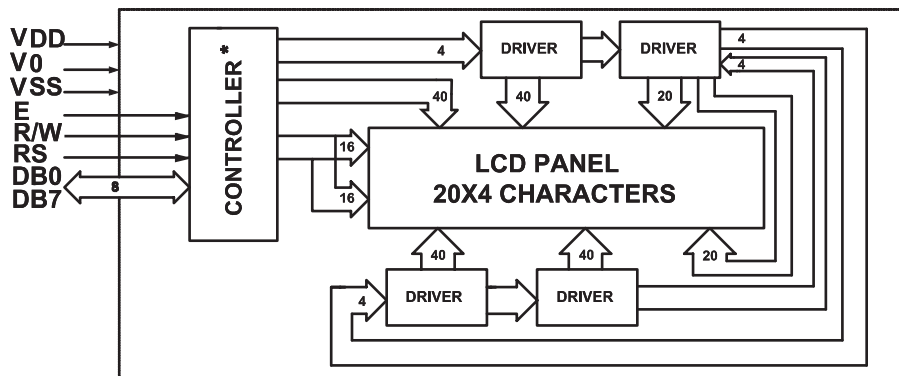 VDD
V0
VSS
E
R/W
RS
DB0
DB7
8
CONTROLLER *
4
DRIVER
DRIVER
4
4
40
40
20
16
16
LCD PANEL
20X4 CHARACTERS
40
40
20
4
DRIVER
DRIVER